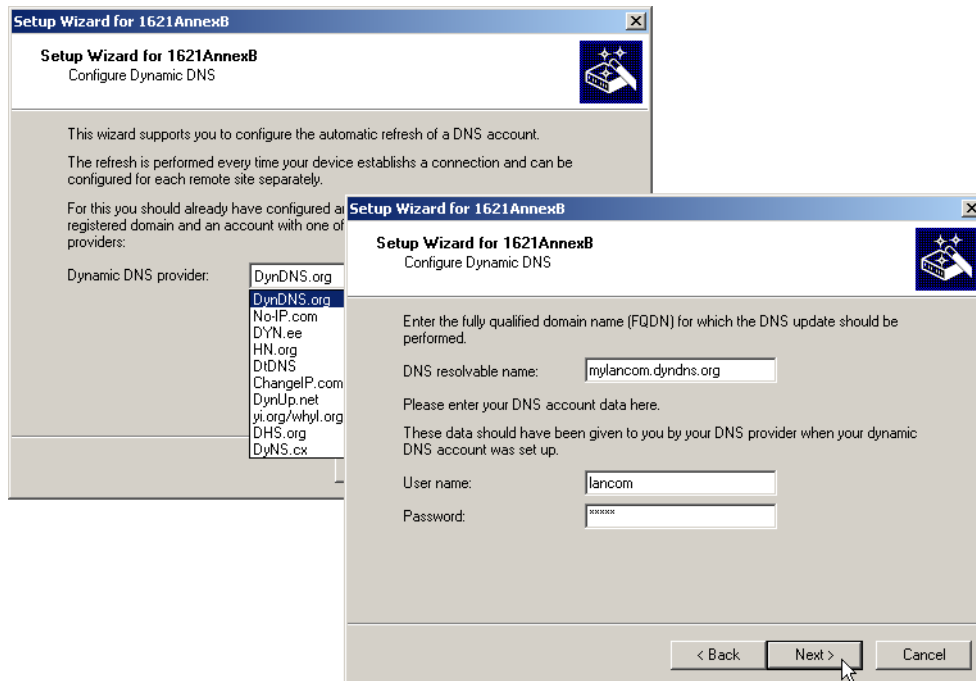 Setup Wizard for 1621AnnexB
Setup Wizard for 1621AnnexB
Configure Dynamic DNS
This wizard supports you to configure the automatic refresh of a DNS account.
The refresh is performed every time your device establishs a connection and can be
configured for each remote site separately.
For this you should already have configured
registered domain and an account with one of
providers:
Dynamic DNS provider:
DynDNS.org
DynDNS.org
No-IP.com
DYN.ee
HN.org
DtDNS
ChangeIP.com
DynUp.net
yi.org/whyI.org
DHS.org
DyNS.cx
Setup Wizard for 1621AnnexB
Setup Wizard for 1621AnnexB
Configure Dynamic DNS
Enter the fully qualified domain name (FQDN) for which the DNS update should be
performed.
DNS resolvable name:
mylancom.dyndns.org
Please enter your DNS account data here.
These data should have been given to you by your DNS provider when your dynamic
DNS account was set up.
User name:
lancom
Password:
*****
< Back
Next >
Cancel